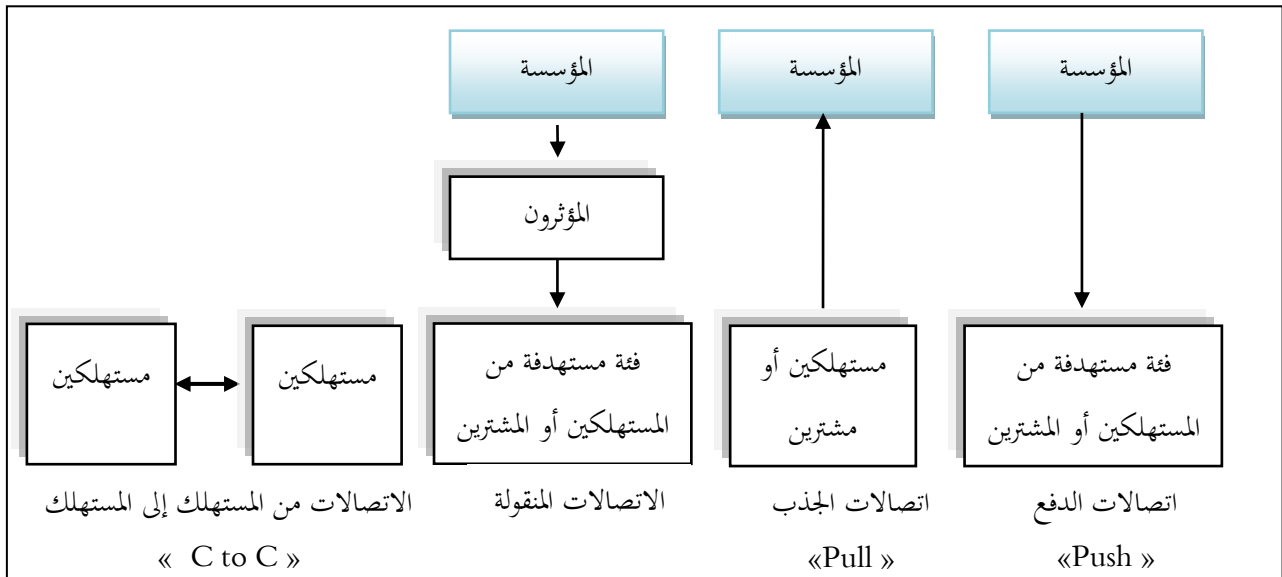 المؤسسة
المؤسسة
المؤسسة
المؤثرون
فئة مستهدفة من
المستهلكين أو المشترين
مستهلكين أو
مشترين
فئة مستهدفة من
المستهلكين أو المشترين
مستهلكين
مستهلكين
اتصالات الدفع
«Push »
اتصالات الجذب
«Pull »
الاتصالات المنقولة
الاتصالات من المستهلك إلى المستهلك
« C to C »